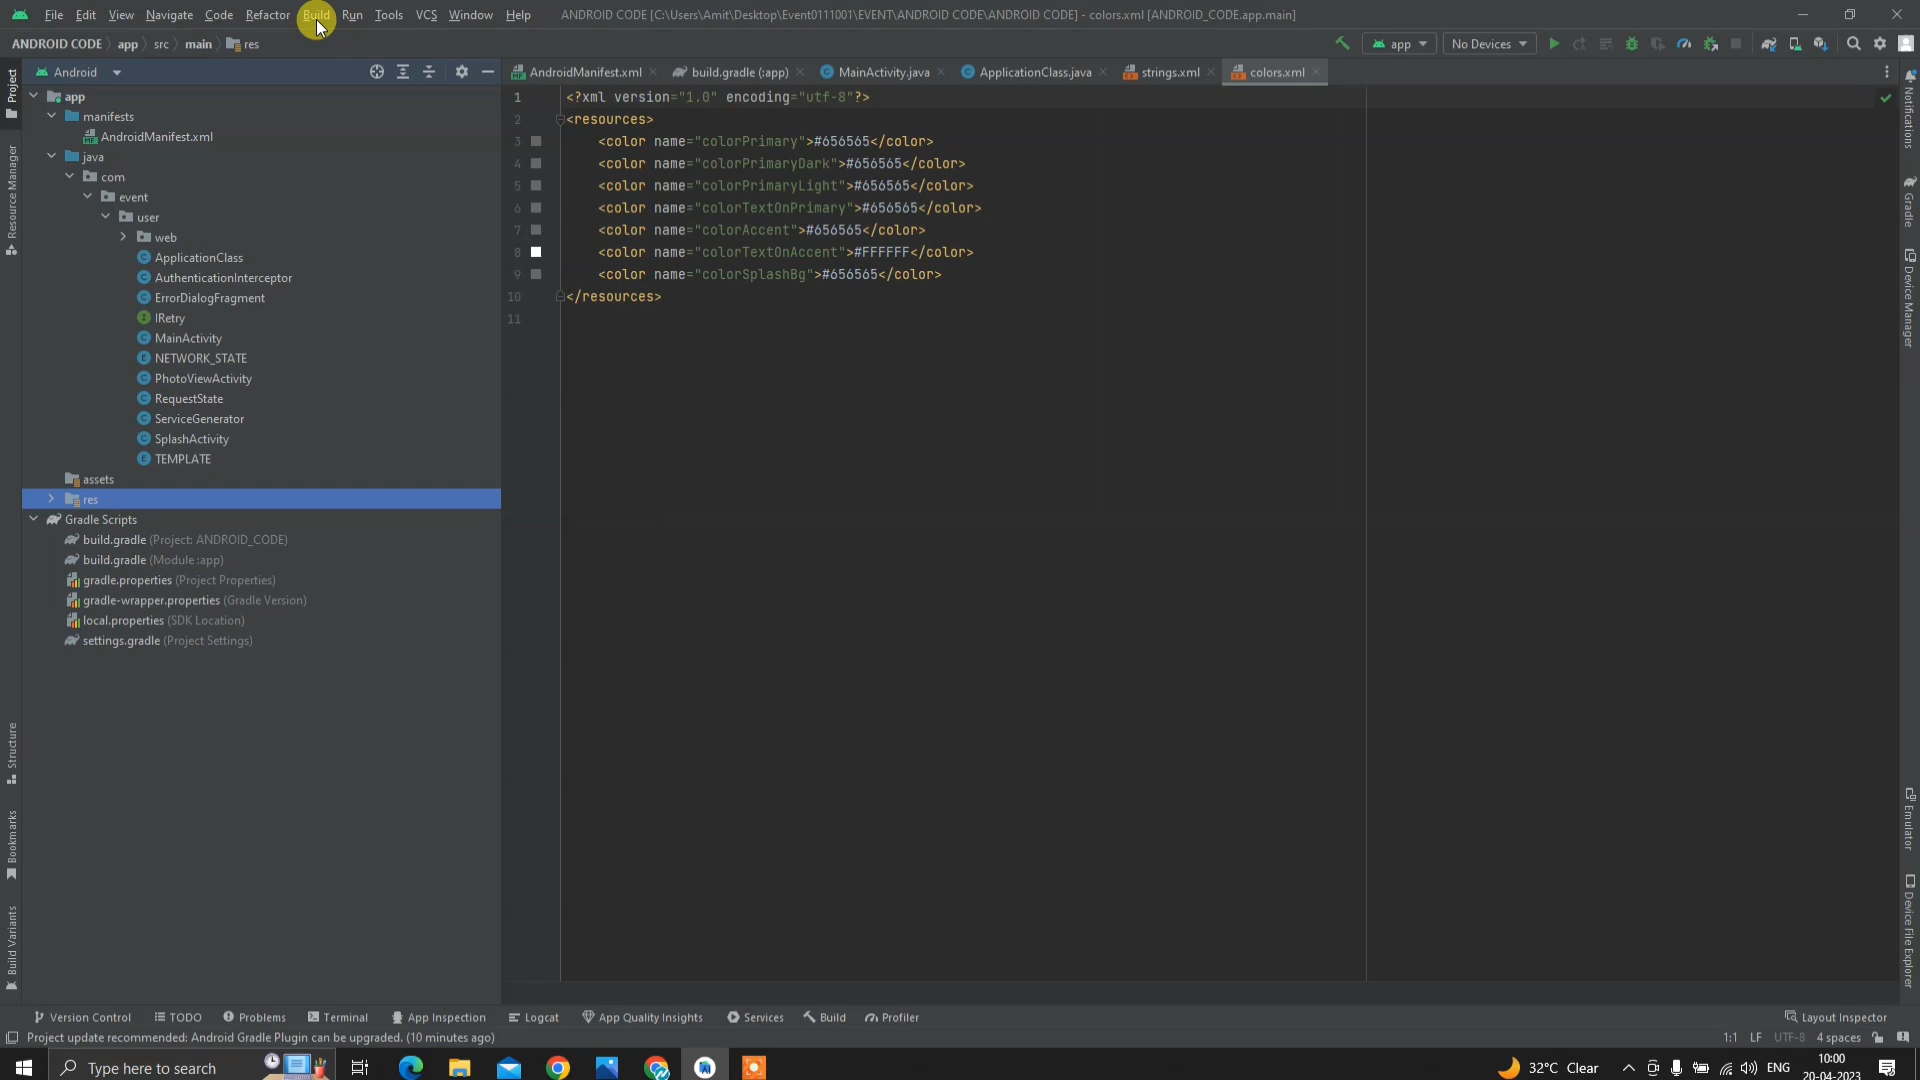 File Edit View Navigate Code Refactor Build Run Tools VCS Window Help ANDROID CODE [C:\Users\Amit\Desktop\Event0111001\EVENT\ANDROID CODE\ANDROID CODE] - colors.xml [ANDROID_CODE.app.main]
ANDROID CODE app src main res app No Devices
Project
Android
AndroidManifest.xml build.gradle (:app) MainActivity.java ApplicationClass.java strings.xml colors.xml
app
manifests
AndroidManifest.xml
java
com
event
user
web
ApplicationClass
AuthenticationInterceptor
ErrorDialogFragment
IRetry
MainActivity
NETWORK_STATE
PhotoViewActivity
RequestState
ServiceGenerator
SplashActivity
TEMPLATE
assets
res
Gradle Scripts
build.gradle (Project: ANDROID_CODE)
build.gradle (Module :app)
gradle.properties (Project Properties)
gradle-wrapper.properties (Gradle Version)
local.properties (SDK Location)
settings.gradle (Project Settings)
1 <?xml version="1.0" encoding="utf-8"?>
2 <resources>
3 <color name="colorPrimary">#656565</color>
4 <color name="colorPrimaryDark">#656565</color>
5 <color name="colorPrimaryLight">#656565</color>
6 <color name="colorTextOnPrimary">#656565</color>
7 <color name="colorAccent">#656565</color>
8 <color name="colorTextOnAccent">#FFFFFF</color>
9 <color name="colorSplashBg">#656565</color>
10 </resources>
11
Resource Manager
Structure
Bookmarks
Build Variants
Notifications
Gradle
Device Manager
Emulator
Device File Explorer
Version Control TODO Problems Terminal App Inspection Logcat App Quality Insights Services Build Profiler Layout Inspector
Project update recommended: Android Gradle Plugin can be upgraded. (10 minutes ago) 1:1 LF UTF-8 4 spaces
Type here to search 32°C Clear ENG 10:00
20-04-2023